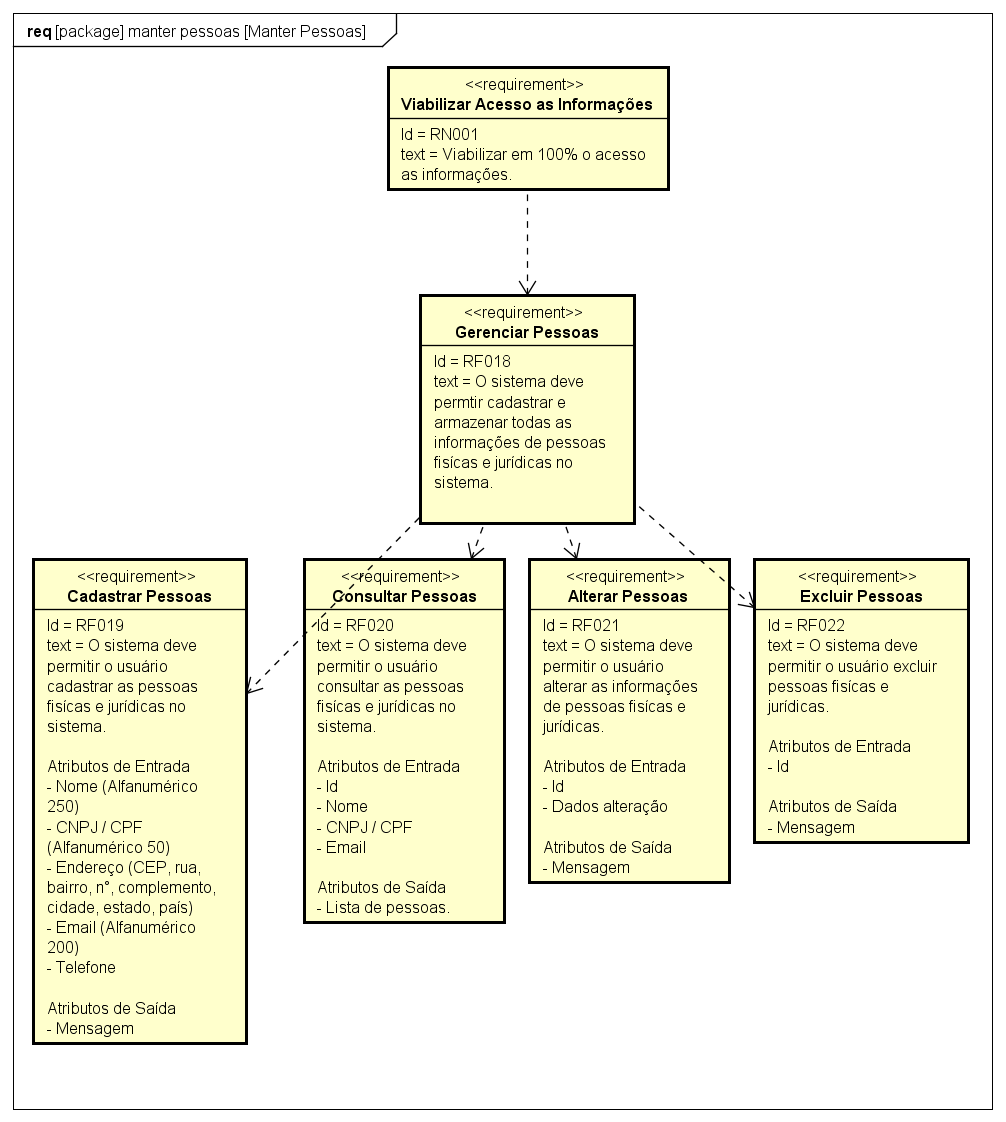 req [package] manter pessoas [Manter Pessoas]
<<requirement>>
Viabilizar Acesso as Informações
Id = RN001
text = Viabilizar em 100% o acesso
as informações.
<<requirement>>
Gerenciar Pessoas
Id = RF018
text = O sistema deve
permtir cadastrar e
armazenar todas as
informações de pessoas
fisícas e jurídicas no
sistema.
<<requirement>>
Cadastrar Pessoas
Id = RF019
text = O sistema deve
permitir o usuário
cadastrar as pessoas
fisícas e jurídicas no
sistema.
Atributos de Entrada
- Nome (Alfanumérico
250)
- CNPJ / CPF
(Alfanumérico 50)
- Endereço (CEP, rua,
bairro, n°, complemento,
cidade, estado, país)
- Email (Alfanumérico
200)
- Telefone
Atributos de Saída
- Mensagem
<<requirement>>
Consultar Pessoas
Id = RF020
text = O sistema deve
permitir o usuário
consultar as pessoas
fisícas e jurídicas no
sistema.
Atributos de Entrada
- Id
- Nome
- CNPJ / CPF
- Email
Atributos de Saída
- Lista de pessoas.
<<requirement>>
Alterar Pessoas
Id = RF021
text = O sistema deve
permitir o usuário
alterar as informações
de pessoas fisícas e
jurídicas.
Atributos de Entrada
- Id
- Dados alteração
Atributos de Saída
- Mensagem
<<requirement>>
Excluir Pessoas
Id = RF022
text = O sistema deve
permitir o usuário excluir
pessoas fisícas e
jurídicas.
Atributos de Entrada
- Id
Atributos de Saída
- Mensagem